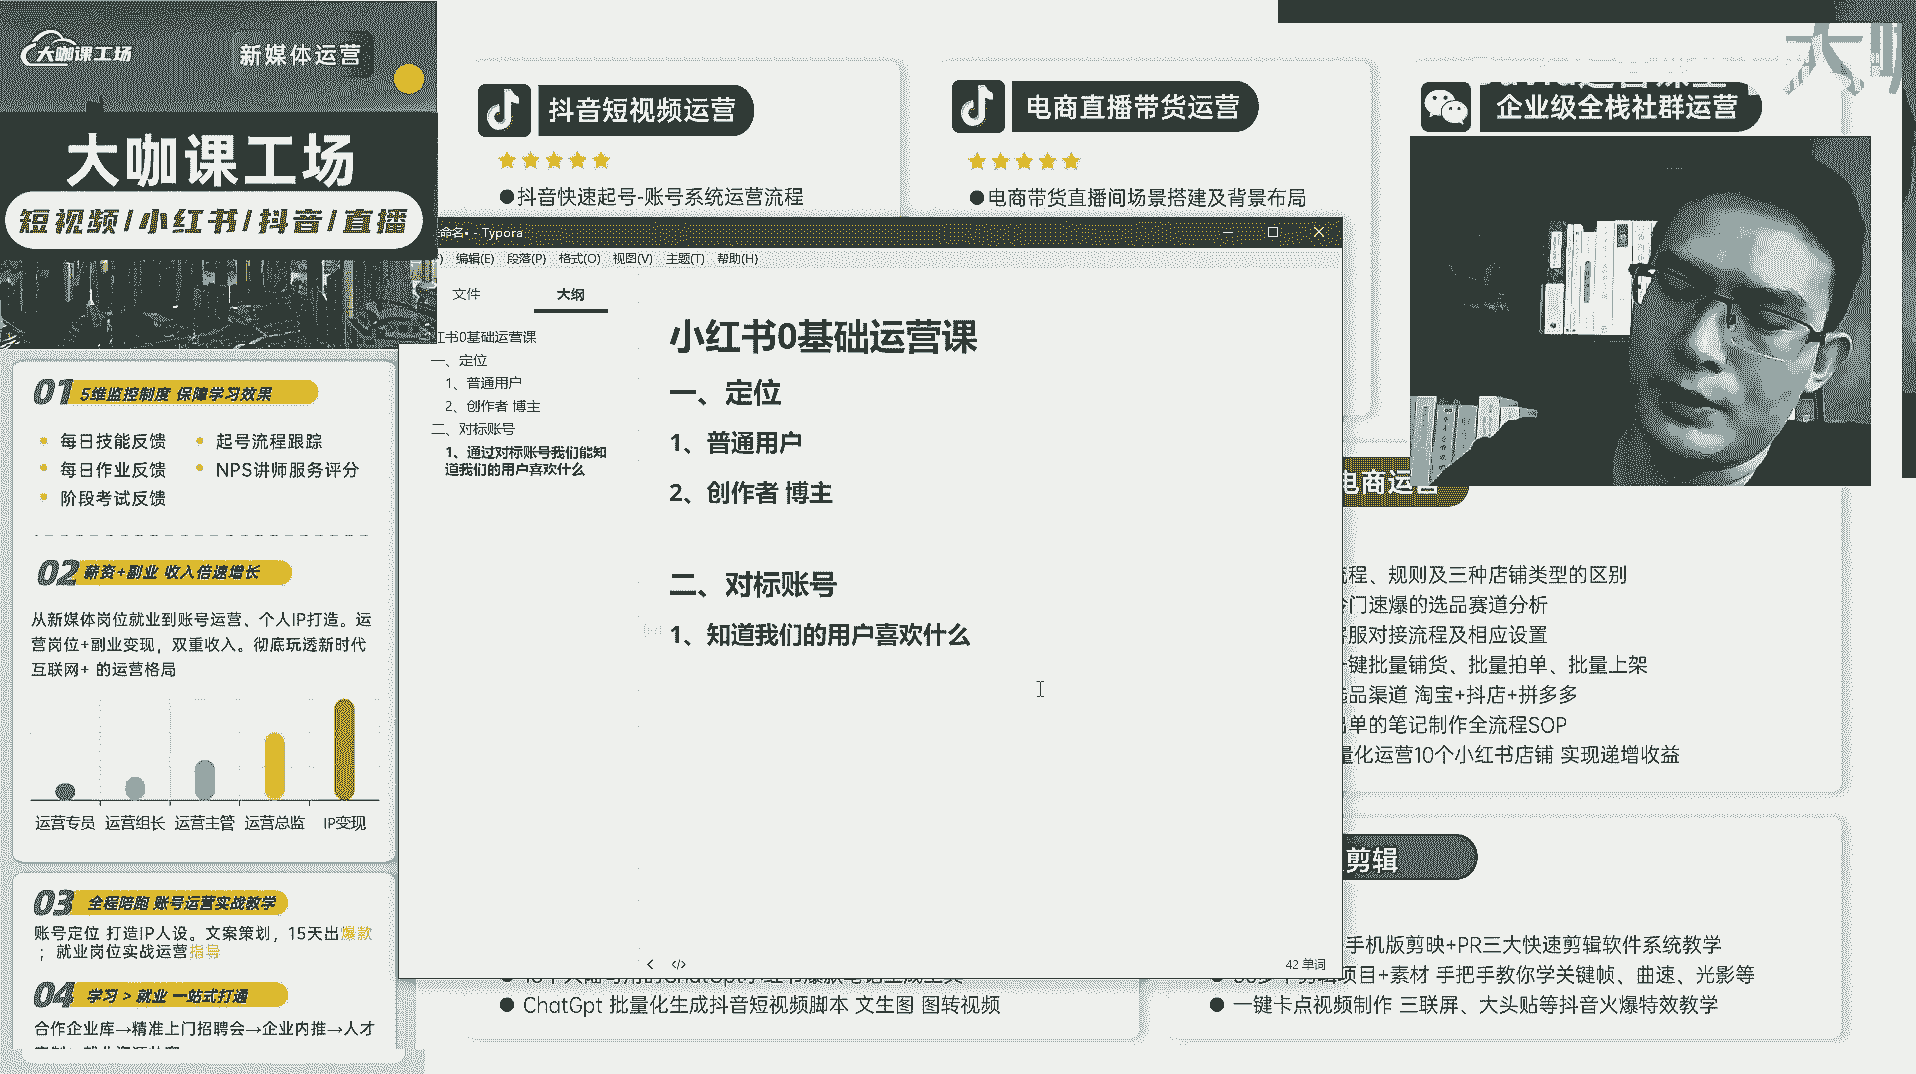 大咖课工场
新媒体运营
大咖课工场
短视频/小红书/抖音/直播
01 5维监控制度 保障学习效果
每日技能反馈
起号流程跟踪
每日作业反馈
NPS讲师服务评分
阶段考试反馈
02 薪资+副业 收入倍速增长
从新媒体岗位就业到账号运营、个人IP打造。运
营岗位+副业变现，双重收入。彻底玩透新时代
互联网+ 的运营格局
运营专员 运营组长 运营主管 运营总监 IP变现
03 全程陪跑 账号运营实战教学
账号定位 打造IP人设。文案策划，15天出爆款
；就业岗位实战运营指导
04 学习 > 就业 一站式打通
合作企业库→精准上门招聘会→企业内推→人才
抖音短视频运营
●抖音快速起号-账号系统运营流程
电商直播带货运营
●电商带货直播间场景搭建及背景布局
企业级全栈社群运营
大
命名• - Typora
编辑(E) 段落(P) 格式(O) 视图(V) 主题(T) 帮助(H)
文件 大纲
红书0基础运营课
一、定位
1、普通用户
2、创作者 博主
二、对标账号
1、通过对标账号我们能知
道我们的用户喜欢什么
小红书0基础运营课
一、定位
1、普通用户
2、创作者 博主
二、对标账号
1、知道我们的用户喜欢什么
42 单词
电商运营
流程、规则及三种店铺类型的区别
冷门速爆的选品赛道分析
客服对接流程及相应设置
一键批量铺货、批量拍单、批量上架
选品渠道 淘宝+抖店+拼多多
出单的笔记制作全流程SOP
量化运营10个小红书店铺 实现递增收益
剪辑
手机版剪映+PR三大快速剪辑软件系统教学
项目+素材 手把手教你学关键帧、曲速、光影等
● 一键卡点视频制作 三联屏、大头贴等抖音火爆特效教学
● ChatGpt 批量化生成抖音短视频脚本 文生图 图转视频